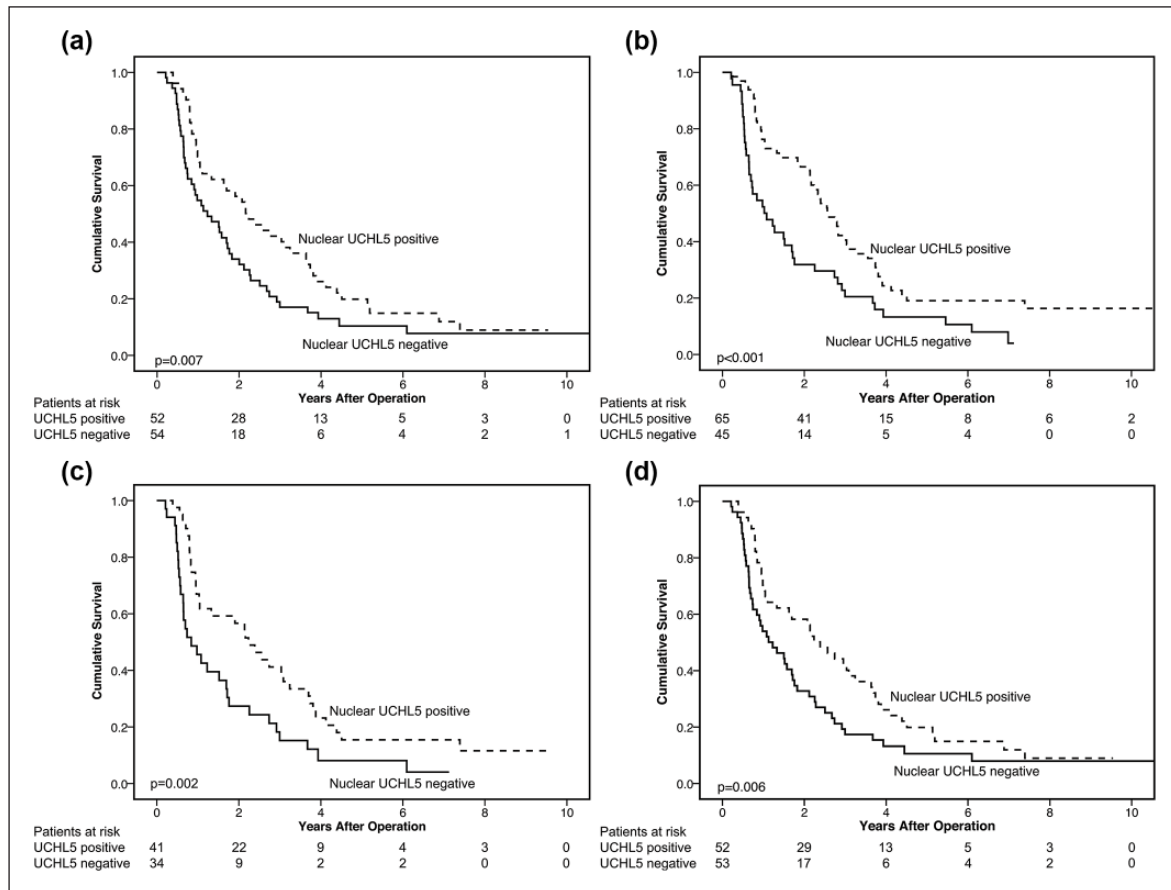 (a)
1.0
0.8
0.6
0.4
0.2
0.0
Cumulative Survival
Nuclear UCHL5 positive
Nuclear UCHL5 negative
p=0.007
0 2 4 6 8 10
Years After Operation
Patients at risk
UCHL5 positive 52 28 13 5 3 0
UCHL5 negative 54 18 6 4 2 1
(b)
1.0
0.8
0.6
0.4
0.2
0.0
Cumulative Survival
Nuclear UCHL5 positive
Nuclear UCHL5 negative
p<0.001
0 2 4 6 8 10
Years After Operation
Patients at risk
UCHL5 positive 65 41 15 8 6 2
UCHL5 negative 45 14 5 4 0 0
(c)
1.0
0.8
0.6
0.4
0.2
0.0
Cumulative Survival
Nuclear UCHL5 positive
Nuclear UCHL5 negative
p=0.002
0 2 4 6 8 10
Years After Operation
Patients at risk
UCHL5 positive 41 22 9 4 3 0
UCHL5 negative 34 9 2 2 0 0
(d)
1.0
0.8
0.6
0.4
0.2
0.0
Cumulative Survival
Nuclear UCHL5 positive
Nuclear UCHL5 negative
p=0.006
0 2 4 6 8 10
Years After Operation
Patients at risk
UCHL5 positive 52 29 13 5 3 0
UCHL5 negative 53 17 6 4 2 0